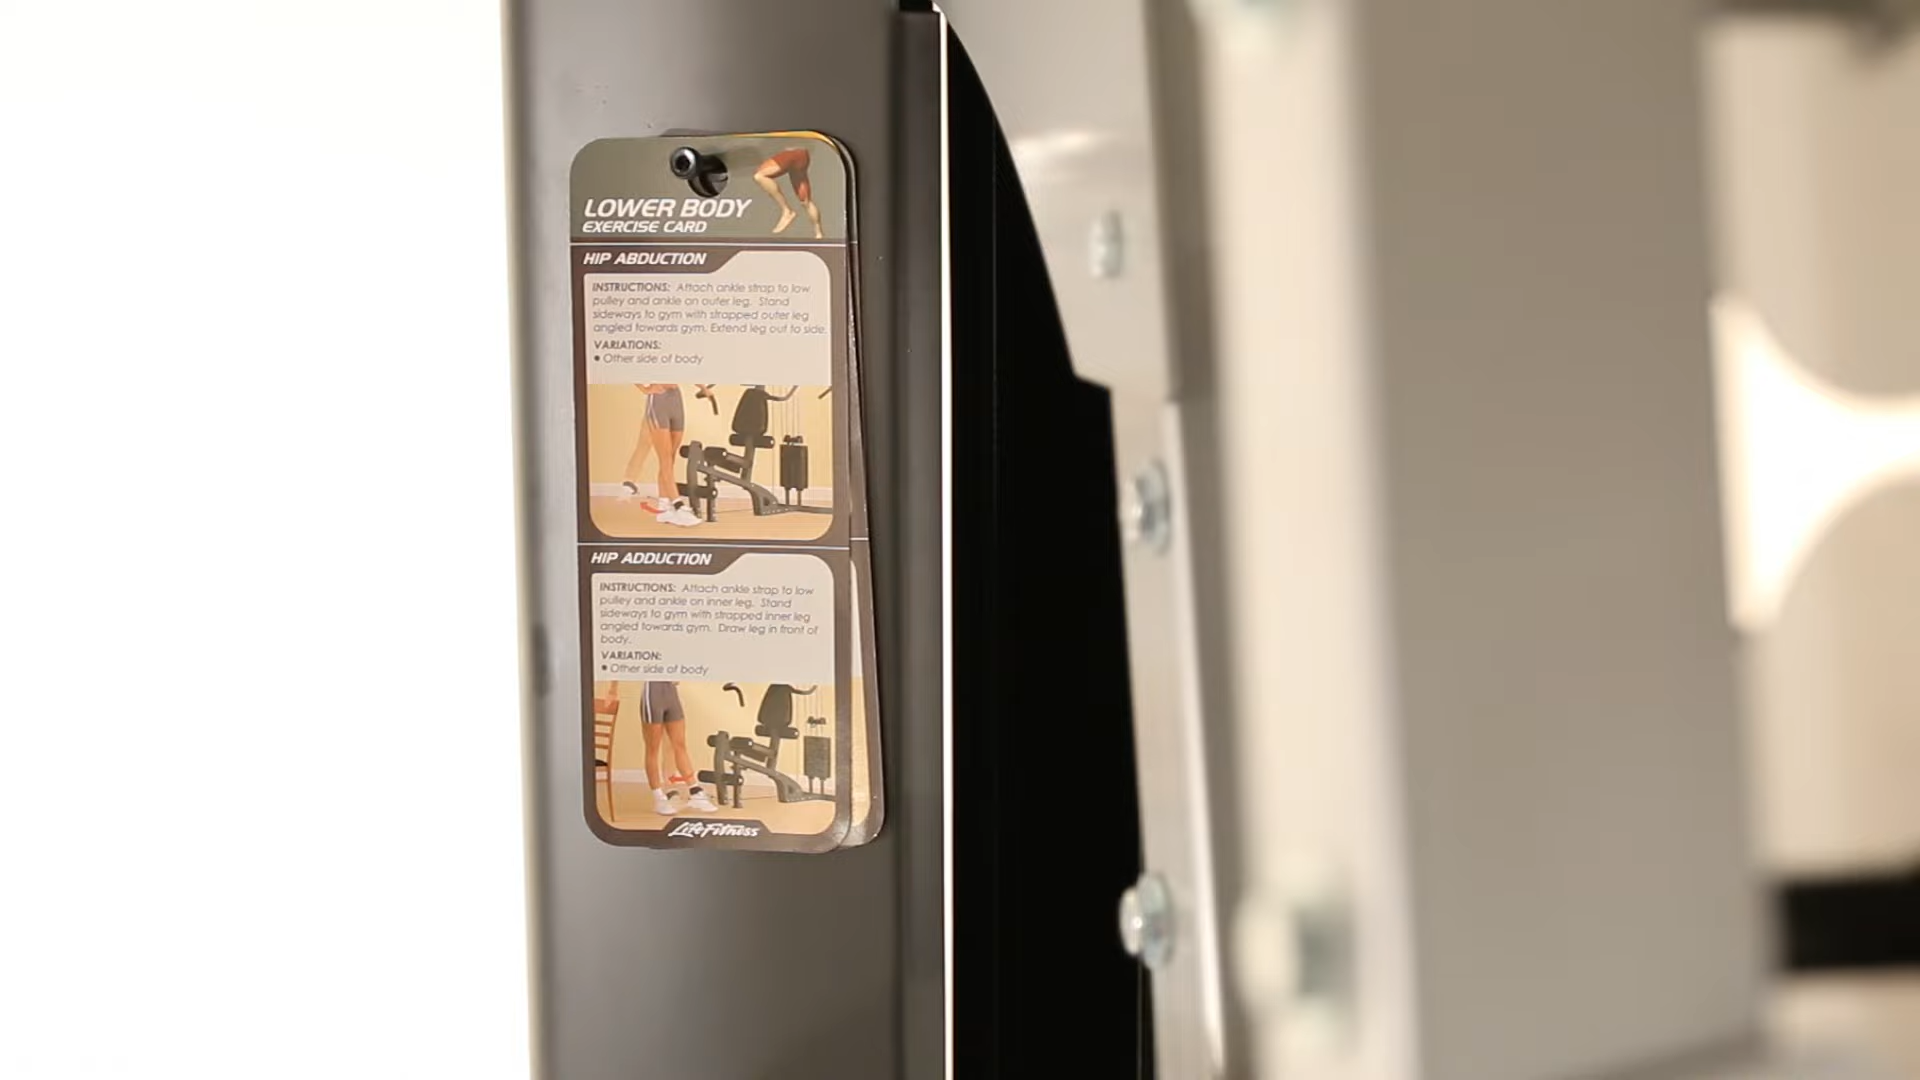 LOWER BODY
EXERCISE CARD
HIP ABDUCTION
INSTRUCTIONS: Attach ankle strap to low
pulley and ankle on outer leg. Stand
sideways to gym with strapped outer leg
angled towards gym. Extend leg out to side.
VARIATIONS:
• Other side of body
HIP ADDUCTION
INSTRUCTIONS: Attach ankle strap to low
pulley and ankle on inner leg. Stand
sideways to gym with strapped inner leg
angled towards gym. Draw leg in front of
body.
VARIATION:
• Other side of body
Life Fitness